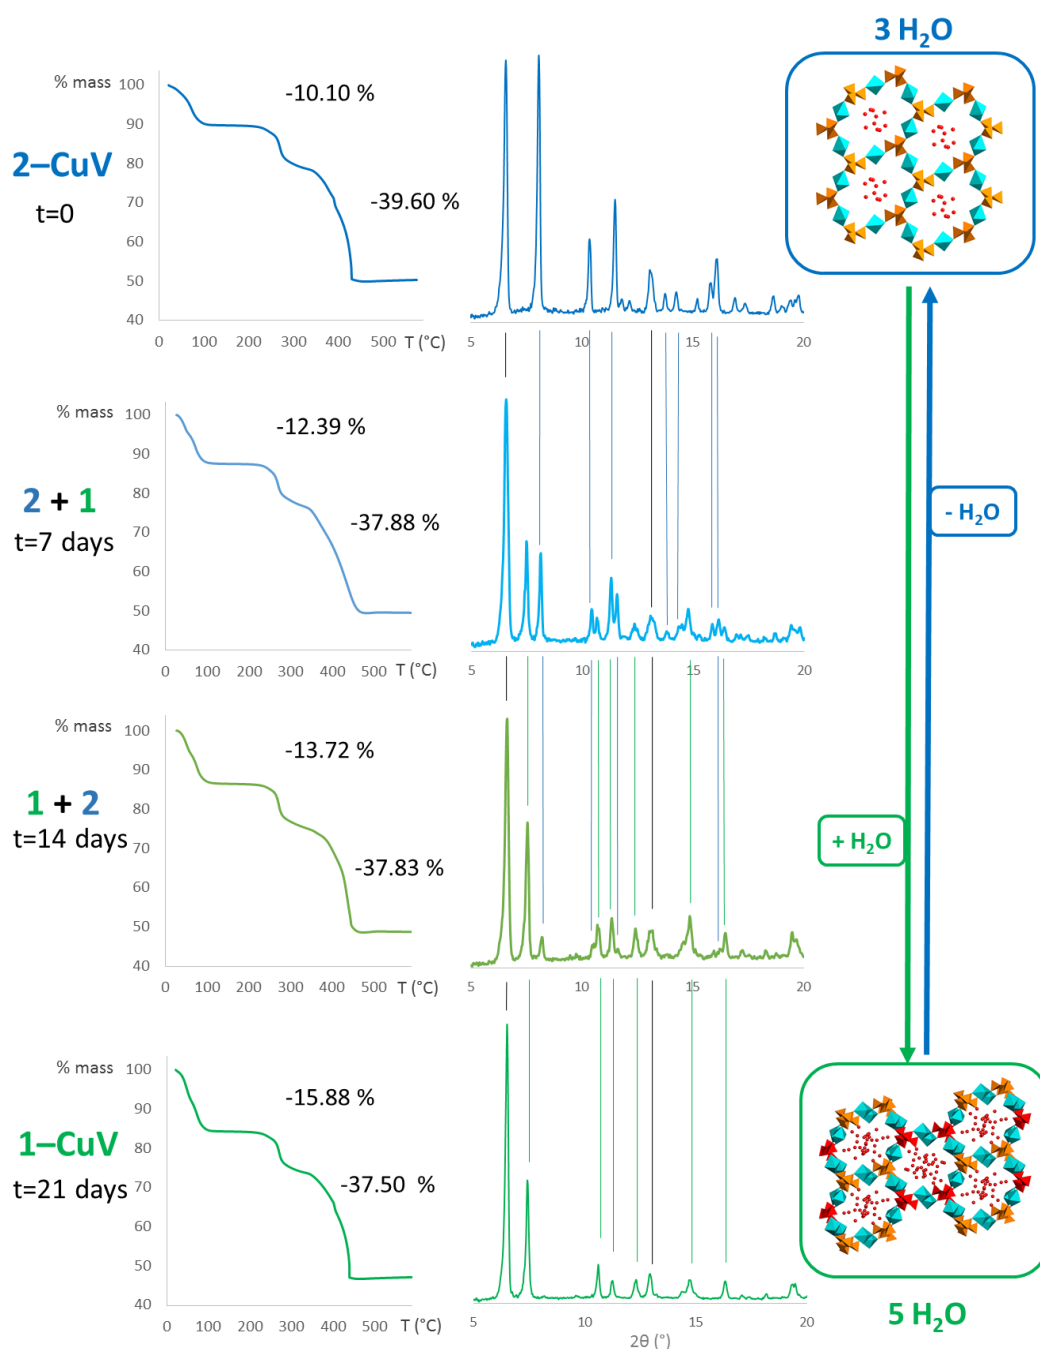 3 H₂O
% mass
100
90
80
70
60
50
40
0 100 200 300 400 500 T (°C)
-10.10 %
-39.60 %
2–CuV
t=0
5 10 15 20
% mass
100
90
80
70
60
50
40
0 100 200 300 400 500 T (°C)
-12.39 %
-37.88 %
2 + 1
t=7 days
5 10 15 20
- H₂O
% mass
100
90
80
70
60
50
40
0 100 200 300 400 500 T (°C)
-13.72 %
-37.83 %
1 + 2
t=14 days
5 10 15 20
+ H₂O
% mass
100
90
80
70
60
50
40
0 100 200 300 400 500 T (°C)
-15.88 %
-37.50 %
1–CuV
t=21 days
5 10 15 20
2θ (°)
5 H₂O